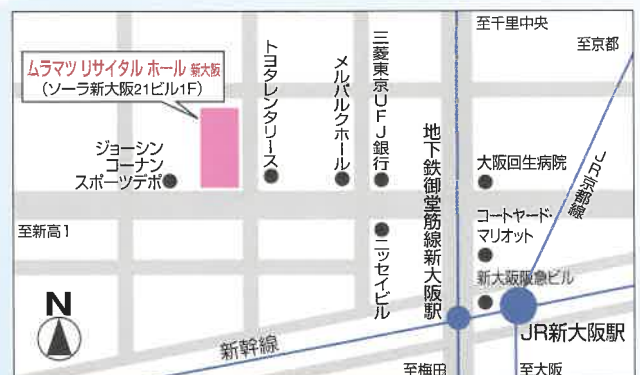 至千里中央
至京都
ムラマツ リサイタル ホール 新大阪
(ソーラ新大阪21ビル1F)
トヨタレンタリース
メルパルクホール
三菱東京UFJ銀行
地下鉄御堂筋線新大阪駅
ジョーシン
コーナン
スポーツデポ
大阪回生病院
JR京都線
コートヤード・
マリオット
至新高1
ニッセイビル
新大阪阪急ビル
N
JR新大阪駅
新幹線
至梅田
至大阪